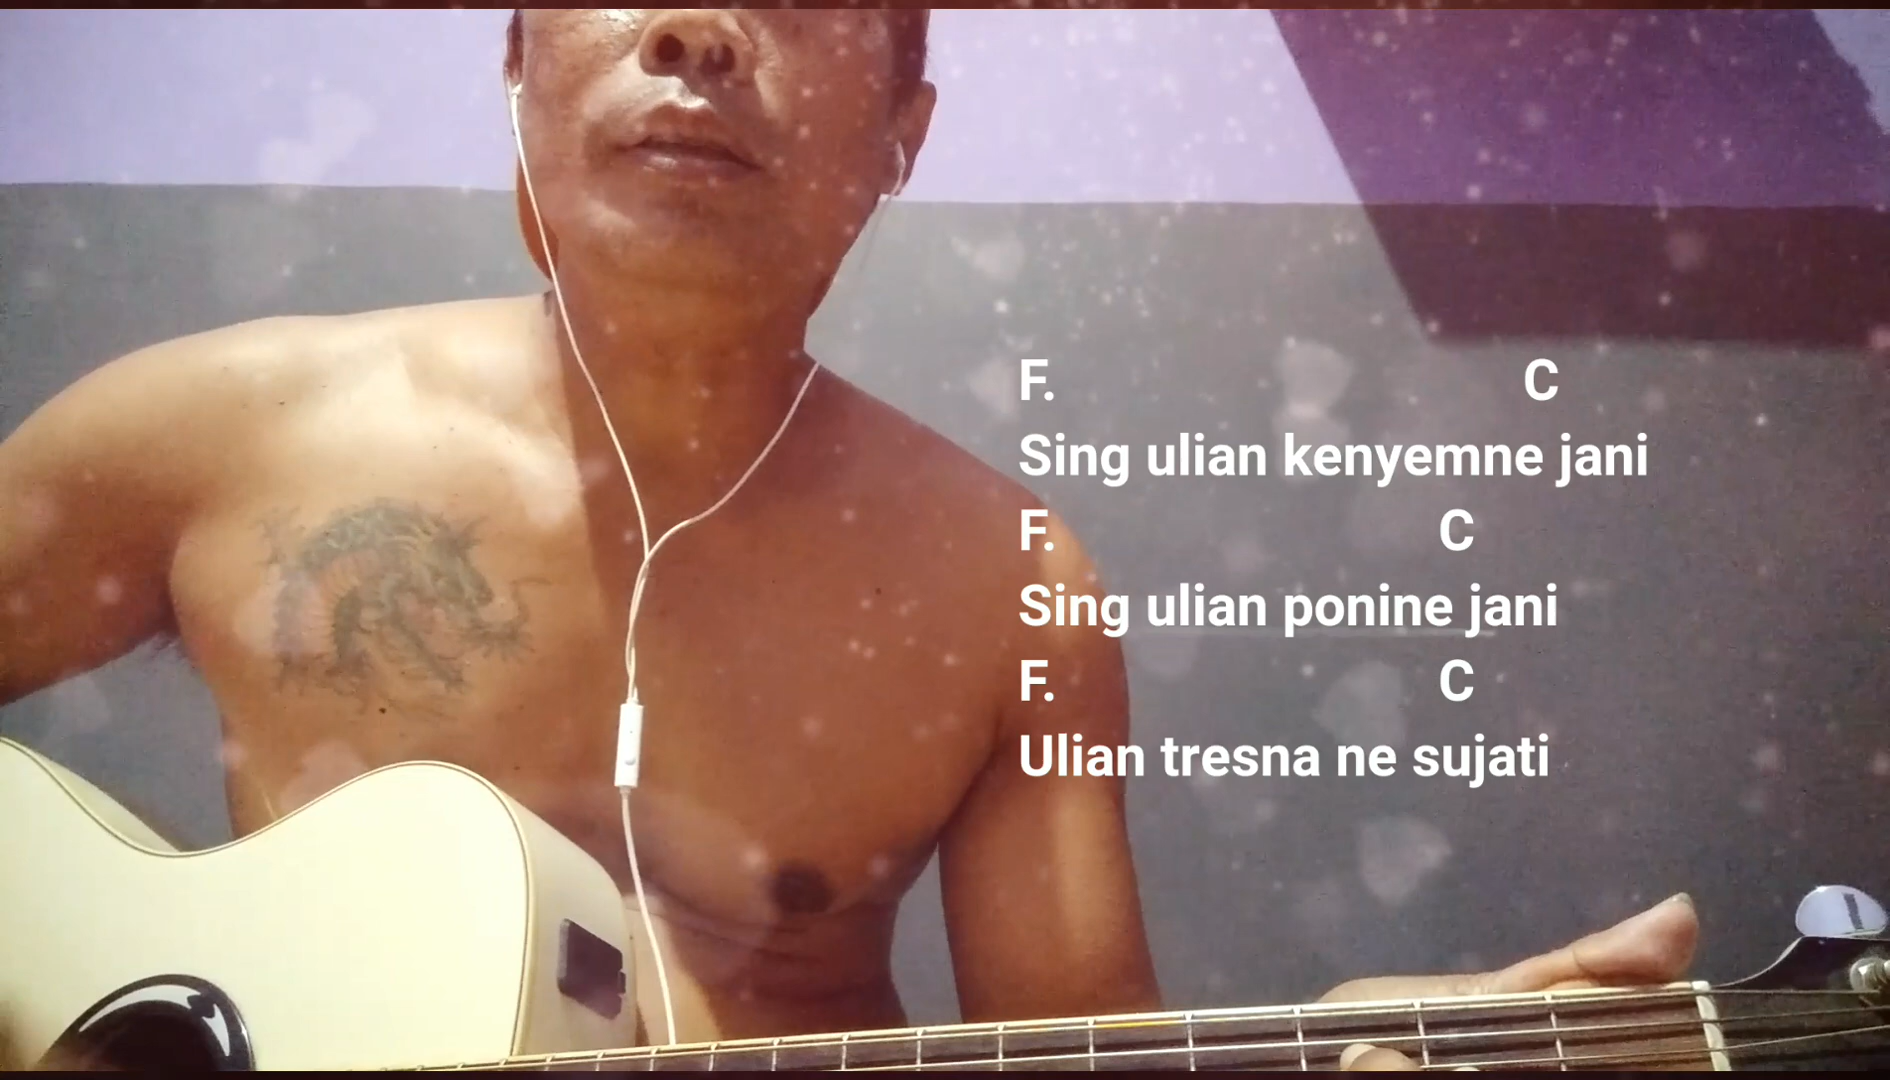 F. C
Sing ulian kenyemne jani
F. C
Sing ulian ponine jani
F. C
Ulian tresna ne sujati